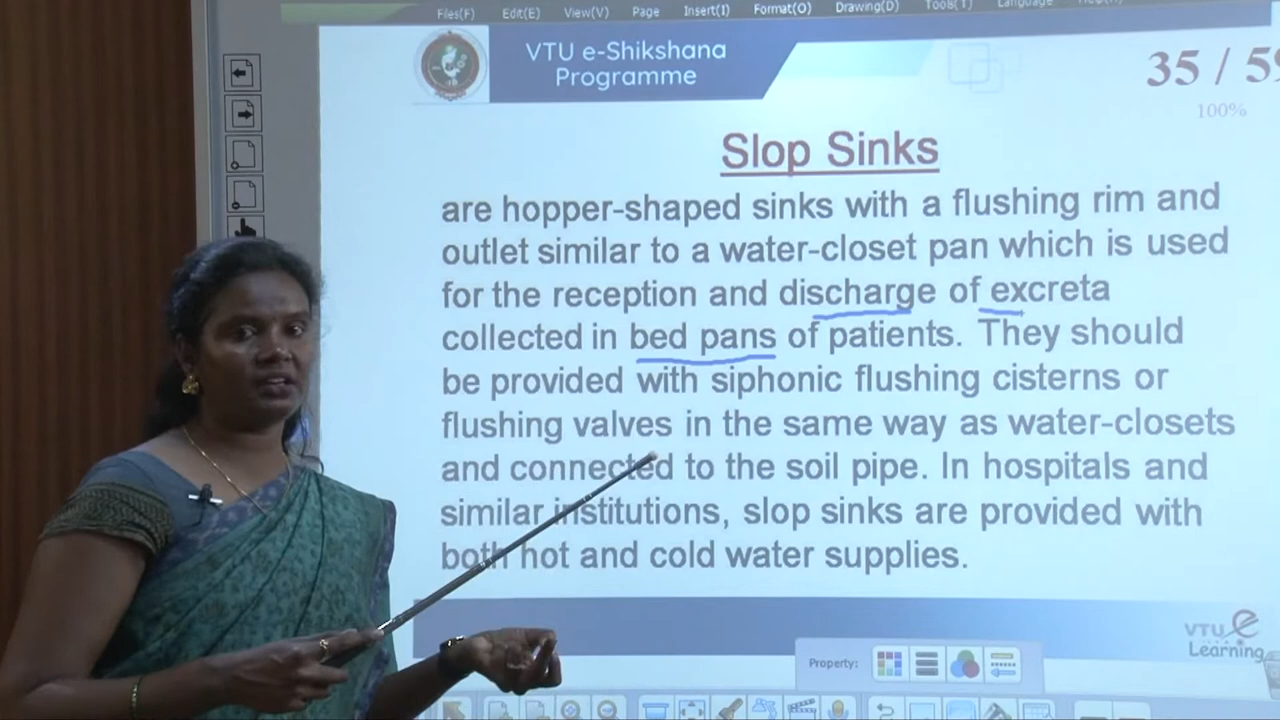 Files(F) Edit(E) View(V) Page Insert(I) Format(O) Drawing(D) Tools(T) Language
VTU e-Shikshana
Programme
35 / 59
100%
Slop Sinks
are hopper-shaped sinks with a flushing rim and
outlet similar to a water-closet pan which is used
for the reception and discharge of excreta
collected in bed pans of patients. They should
be provided with siphonic flushing cisterns or
flushing valves in the same way as water-closets
and connected to the soil pipe. In hospitals and
similar institutions, slop sinks are provided with
both hot and cold water supplies.
VTU e
Learning
Property: